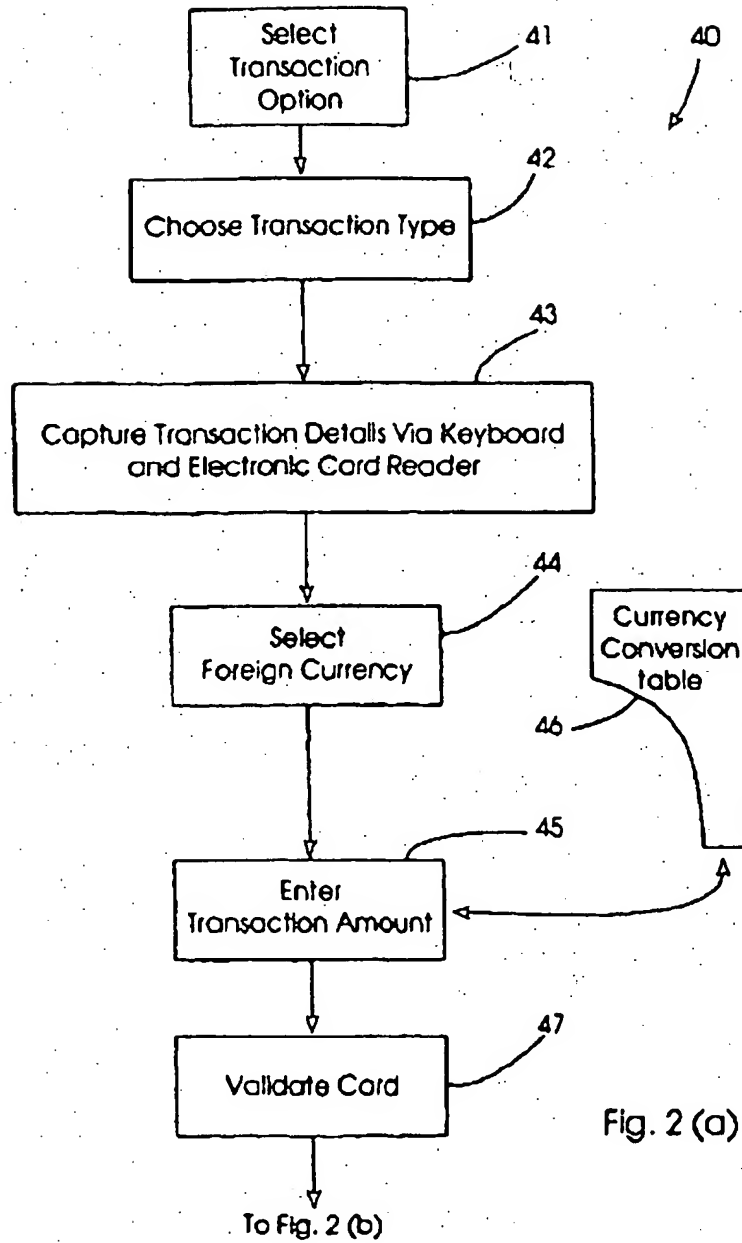 Select
Transaction
Option
41
40
42
Choose Transaction Type
43
Capture Transaction Details Via Keyboard
and Electronic Card Reader
44
Select
Foreign Currency
Currency
Conversion
table
46
45
Enter
Transaction Amount
47
Validate Card
Fig. 2 (a)
To Fig. 2 (b)